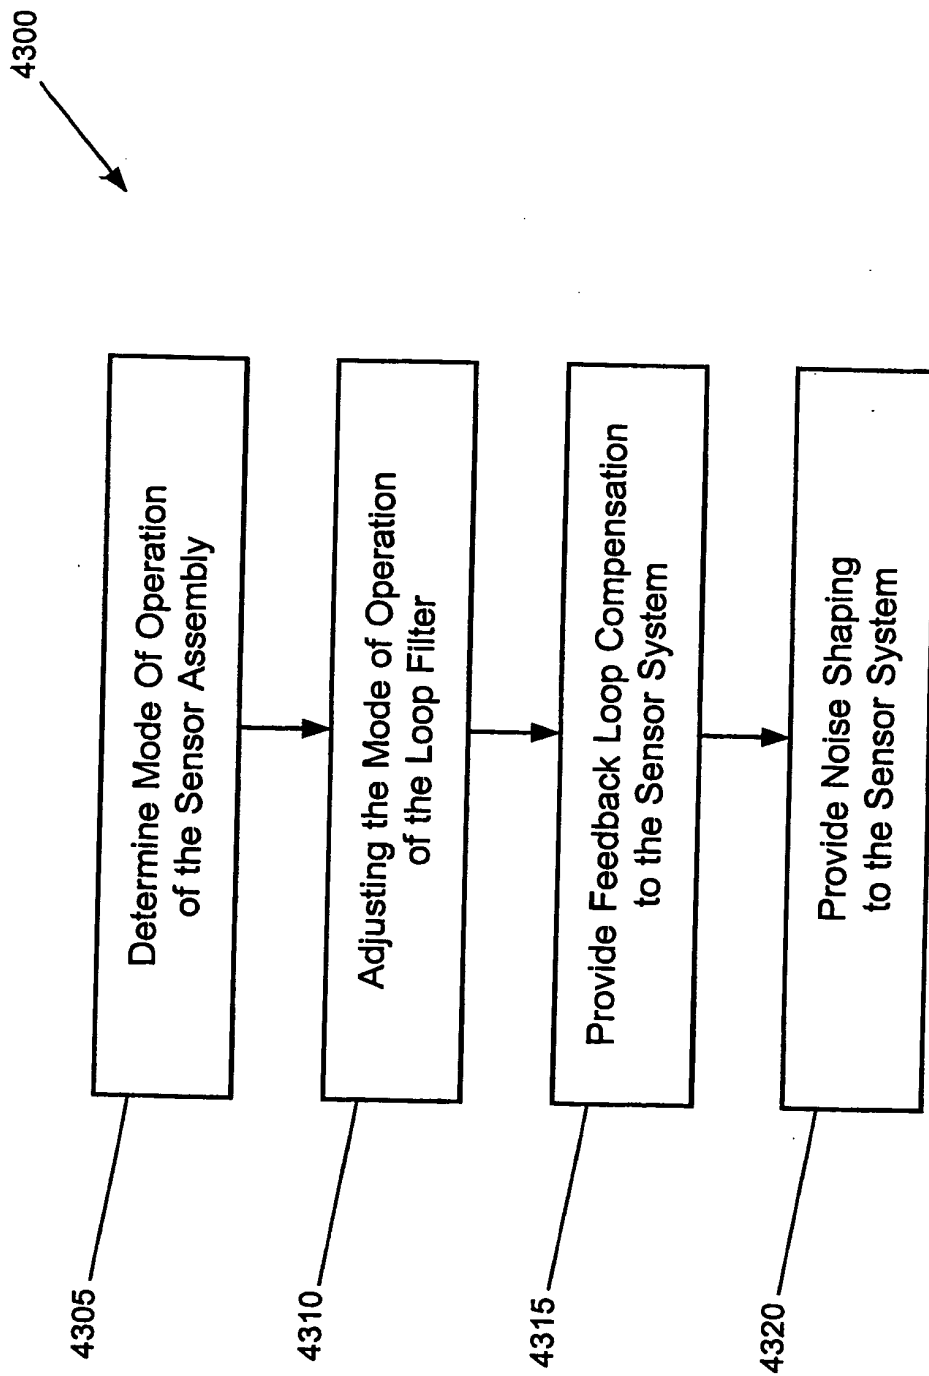 4300
4305
Determine Mode Of Operation
of the Sensor Assembly
4310
Adjusting the Mode of Operation
of the Loop Filter
4315
Provide Feedback Loop Compensation
to the Sensor System
4320
Provide Noise Shaping
to the Sensor System